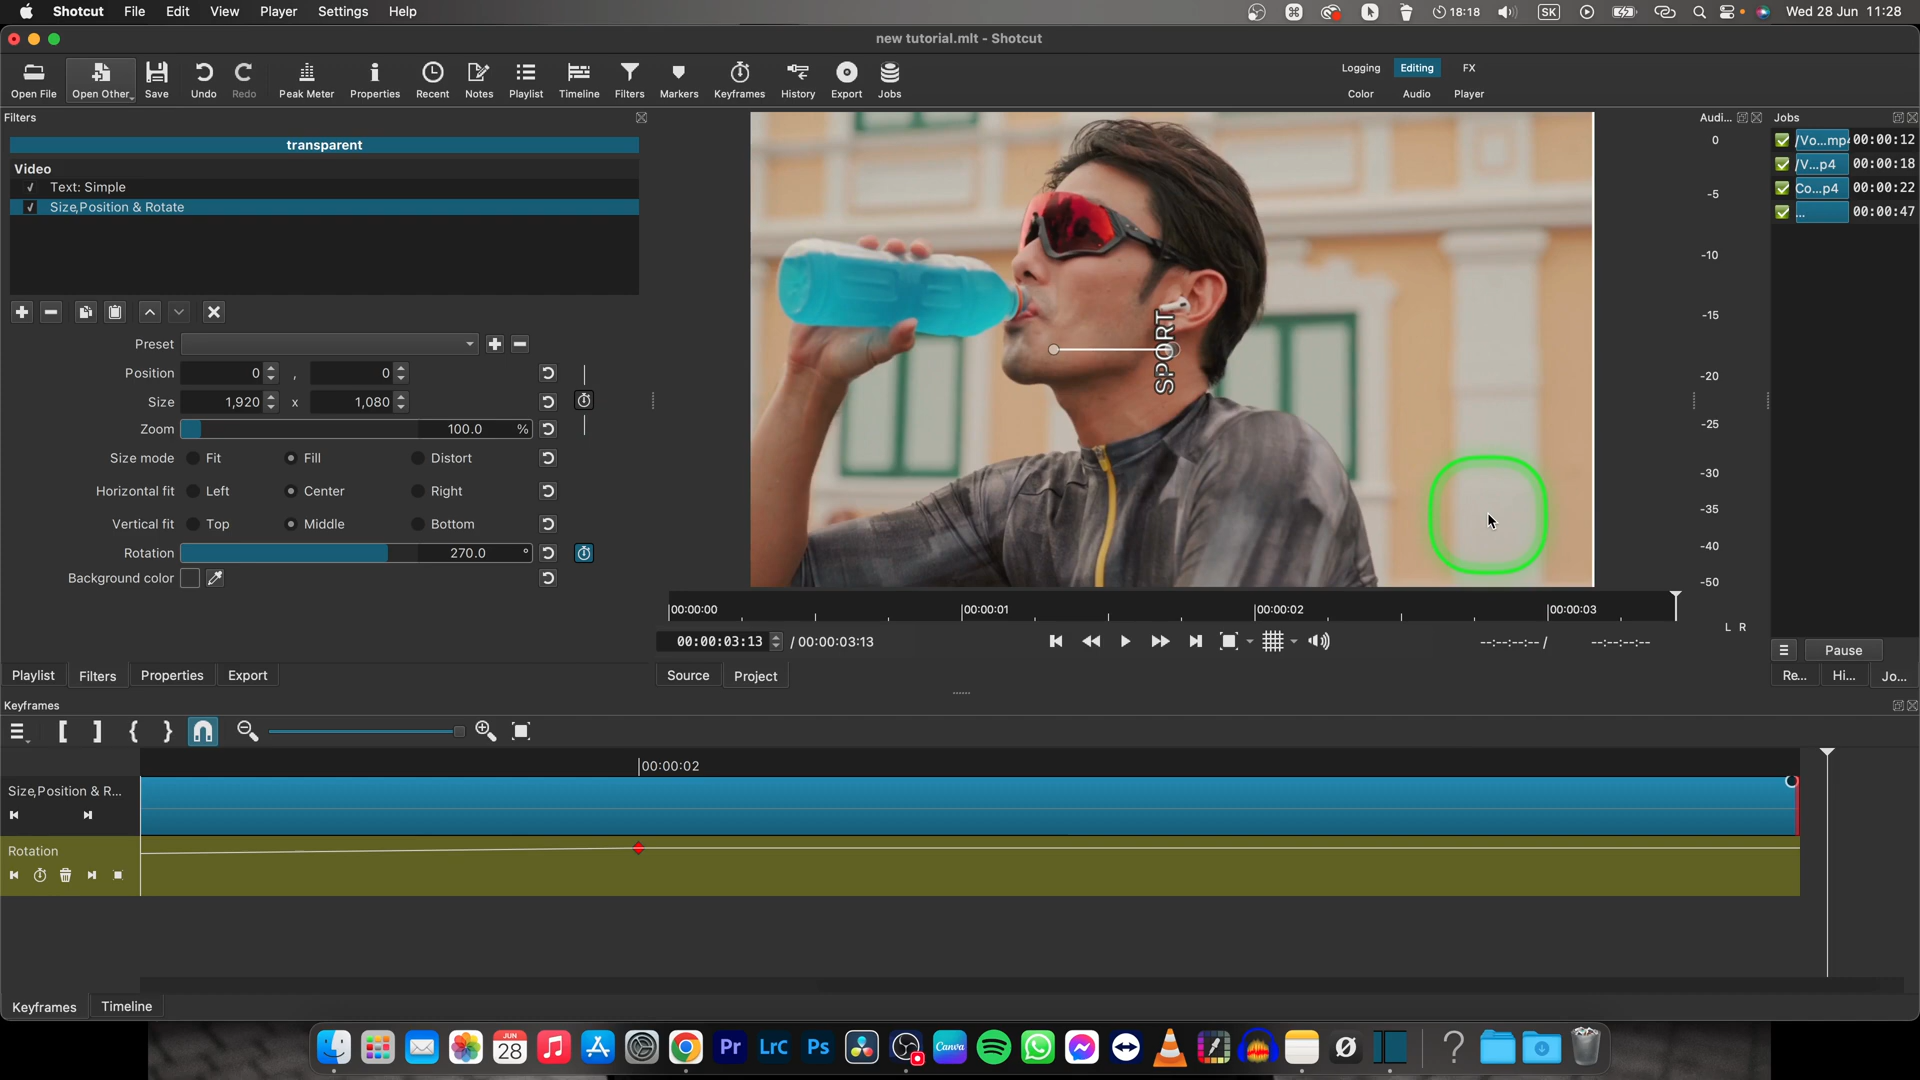 Shotcut File Edit View Player Settings Help
18:18 SK Wed 28 Jun 11:28
new tutorial.mlt - Shotcut
Open File Open Other Save Undo Redo Peak Meter Properties Recent Notes Playlist Timeline Filters Markers Keyframes History Export Jobs
Logging Editing FX
Color Audio Player
Filters
transparent
Video
Text: Simple
Size,Position & Rotate
Preset
Position 0 , 0
Size 1,920 x 1,080
Zoom 100.0 %
Size mode Fit Fill Distort
Horizontal fit Left Center Right
Vertical fit Top Middle Bottom
Rotation 270.0 °
Background color
Playlist Filters Properties Export
SPORT
00:00:00 00:00:01 00:00:02 00:00:03
00:00:03:13 / 00:00:03:13
--:--:--:-- / --:--:--:--
Source Project
Audi...
0
-5
-10
-15
-20
-25
-30
-35
-40
-50
L R
Jobs
/Vo...mp4 00:00:12
/V...p4 00:00:18
Co...p4 00:00:22
... 00:00:47
Pause
Re... Hi... Jo...
Keyframes
00:00:02
Size,Position & R...
Rotation
Keyframes Timeline
JUN
28
Pr LrC Ps Canva